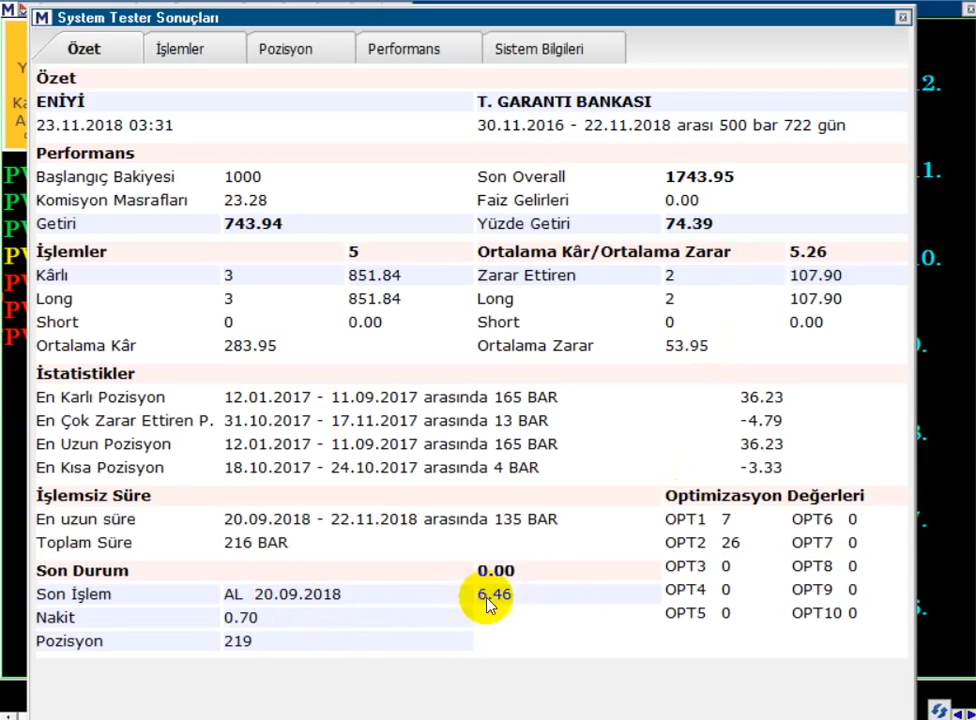 System Tester Sonuçları
Özet İşlemler Pozisyon Performans Sistem Bilgileri
Özet
ENİYİ T. GARANTI BANKASI
23.11.2018 03:31 30.11.2016 - 22.11.2018 arası 500 bar 722 gün
Performans
Başlangıç Bakiyesi 1000 Son Overall 1743.95
Komisyon Masrafları 23.28 Faiz Gelirleri 0.00
Getiri 743.94 Yüzde Getiri 74.39
İşlemler 5 Ortalama Kâr/Ortalama Zarar 5.26
Kârlı 3 851.84 Zarar Ettiren 2 107.90
Long 3 851.84 Long 2 107.90
Short 0 0.00 Short 0 0.00
Ortalama Kâr 283.95 Ortalama Zarar 53.95
İstatistikler
En Karlı Pozisyon 12.01.2017 - 11.09.2017 arasında 165 BAR 36.23
En Çok Zarar Ettiren P. 31.10.2017 - 17.11.2017 arasında 13 BAR -4.79
En Uzun Pozisyon 12.01.2017 - 11.09.2017 arasında 165 BAR 36.23
En Kısa Pozisyon 18.10.2017 - 24.10.2017 arasında 4 BAR -3.33
İşlemsiz Süre Optimizasyon Değerleri
En uzun süre 20.09.2018 - 22.11.2018 arasında 135 BAR OPT1 7 OPT6 0
Toplam Süre 216 BAR OPT2 26 OPT7 0
Son Durum 0.00 OPT3 0 OPT8 0
Son İşlem AL 20.09.2018 6.46 OPT4 0 OPT9 0
Nakit 0.70 OPT5 0 OPT10 0
Pozisyon 219